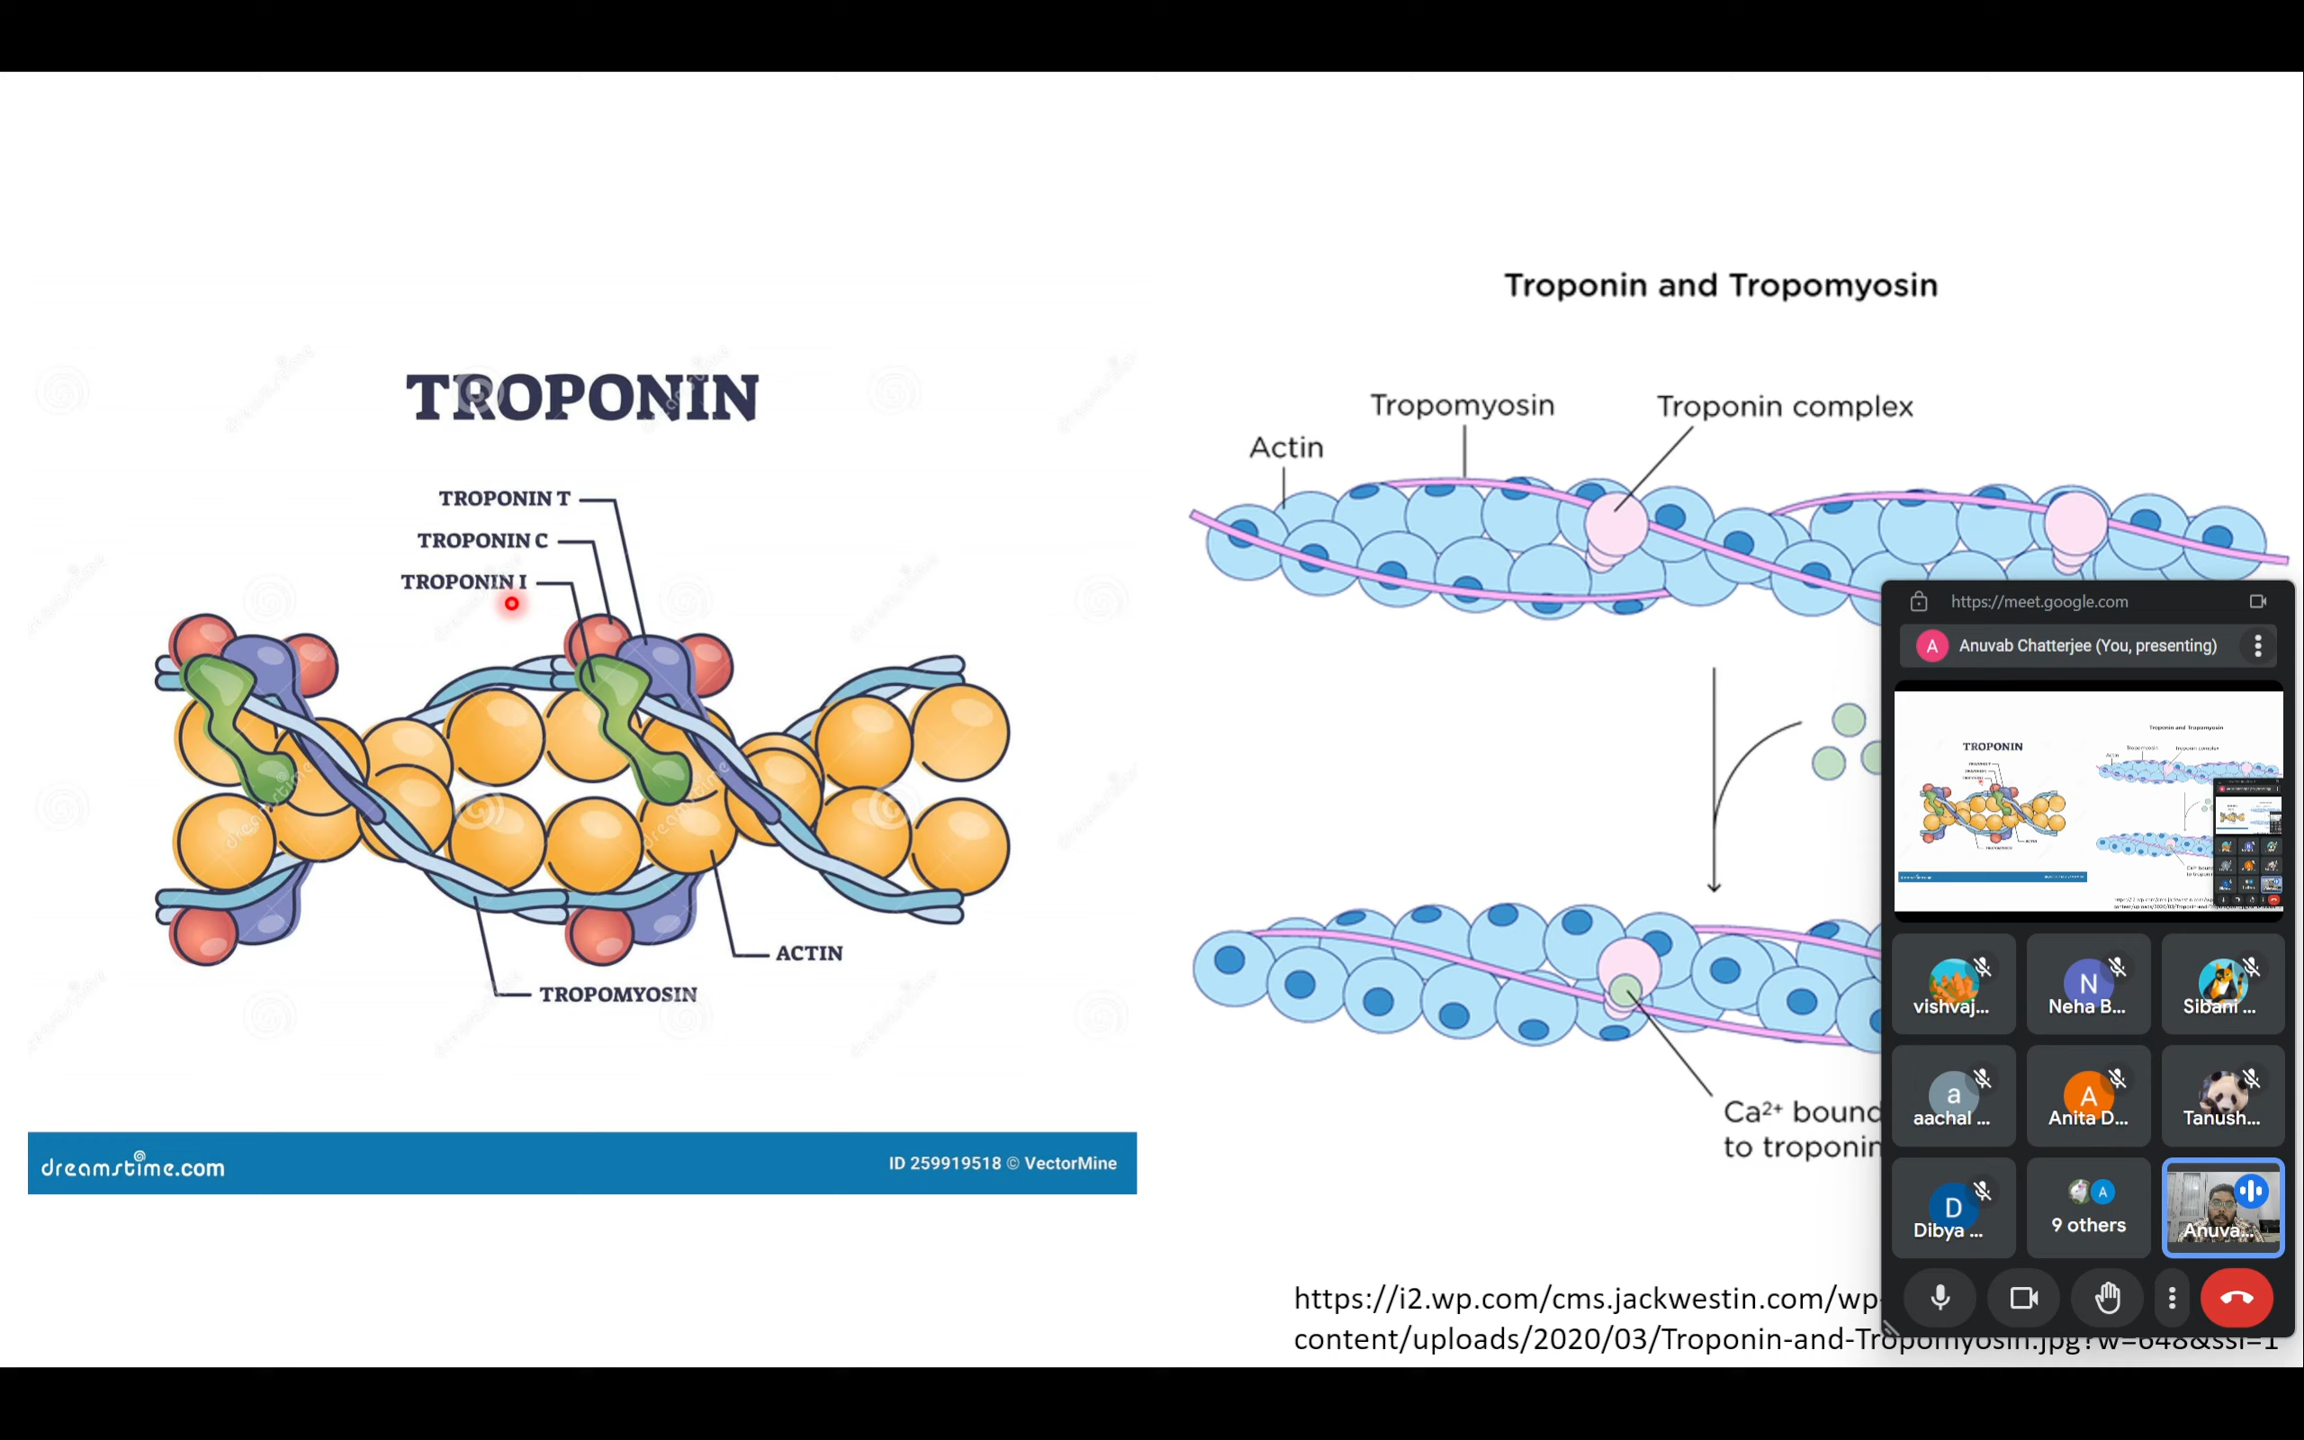 TROPONIN
TROPONIN T
TROPONIN C
TROPONIN I
ACTIN
TROPOMYOSIN
dreamstime.com
ID 259919518 © VectorMine
Troponin and Tropomyosin
Tropomyosin
Troponin complex
Actin
Ca²⁺ bound
to troponin
https://i2.wp.com/cms.jackwestin.com/wp-
content/uploads/2020/03/Troponin-and-Tropomyosin.jpg?w=648&ssl=1
https://meet.google.com
A
Anuvab Chatterjee (You, presenting)
vishvaj...
N
Neha B...
Sibani ...
a
aachal ...
A
Anita D...
Tanush...
D
Dibya ...
A
9 others
Anuva...